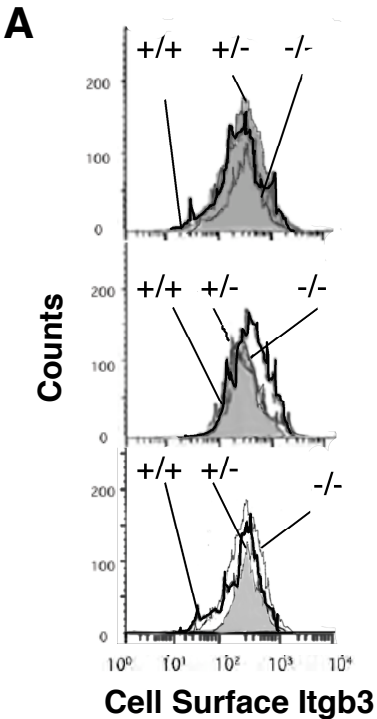 A
+/+ +/- -/-
200
100
0
+/+ +/- -/-
200
100
0
Counts
+/+ +/- -/-
200
100
0
10⁰ 10¹ 10² 10³ 10⁴
Cell Surface Itgb3